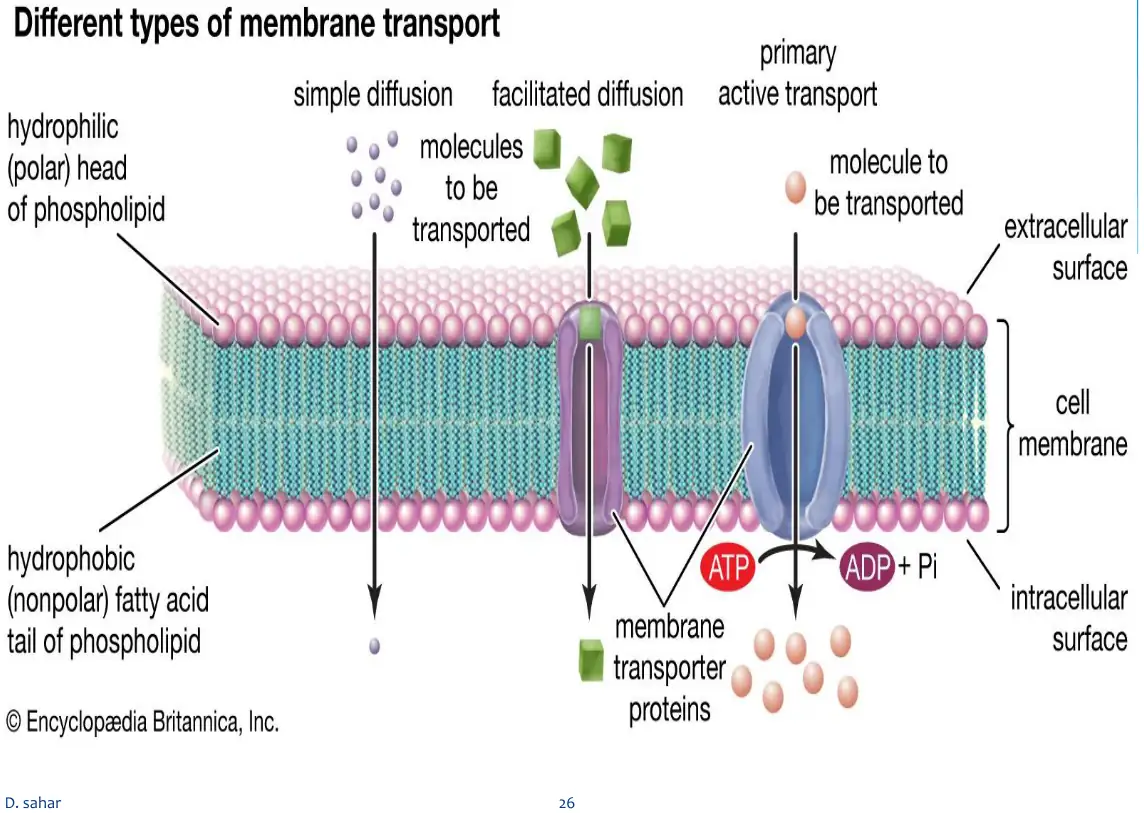 Different types of membrane transport
simple diffusion
facilitated diffusion
primary
active transport
hydrophilic
(polar) head
of phospholipid
molecules
to be
transported
molecule to
be transported
extracellular
surface
cell
membrane
hydrophobic
(nonpolar) fatty acid
tail of phospholipid
ATP
ADP + Pi
membrane
transporter
proteins
intracellular
surface
© Encyclopædia Britannica, Inc.
D. sahar
26